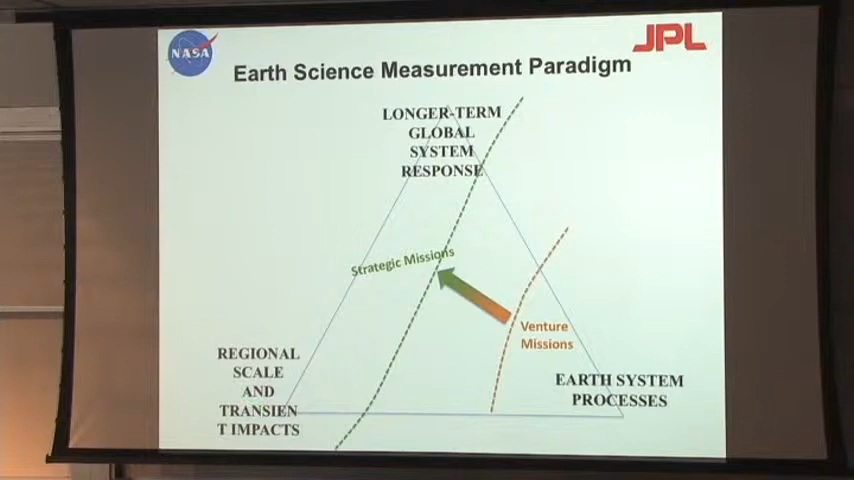 NASA
JPL
Earth Science Measurement Paradigm
LONGER-TERM
GLOBAL
SYSTEM
RESPONSE
Strategic Missions
Venture
Missions
REGIONAL
SCALE
AND
TRANSIEN
T IMPACTS
EARTH SYSTEM
PROCESSES